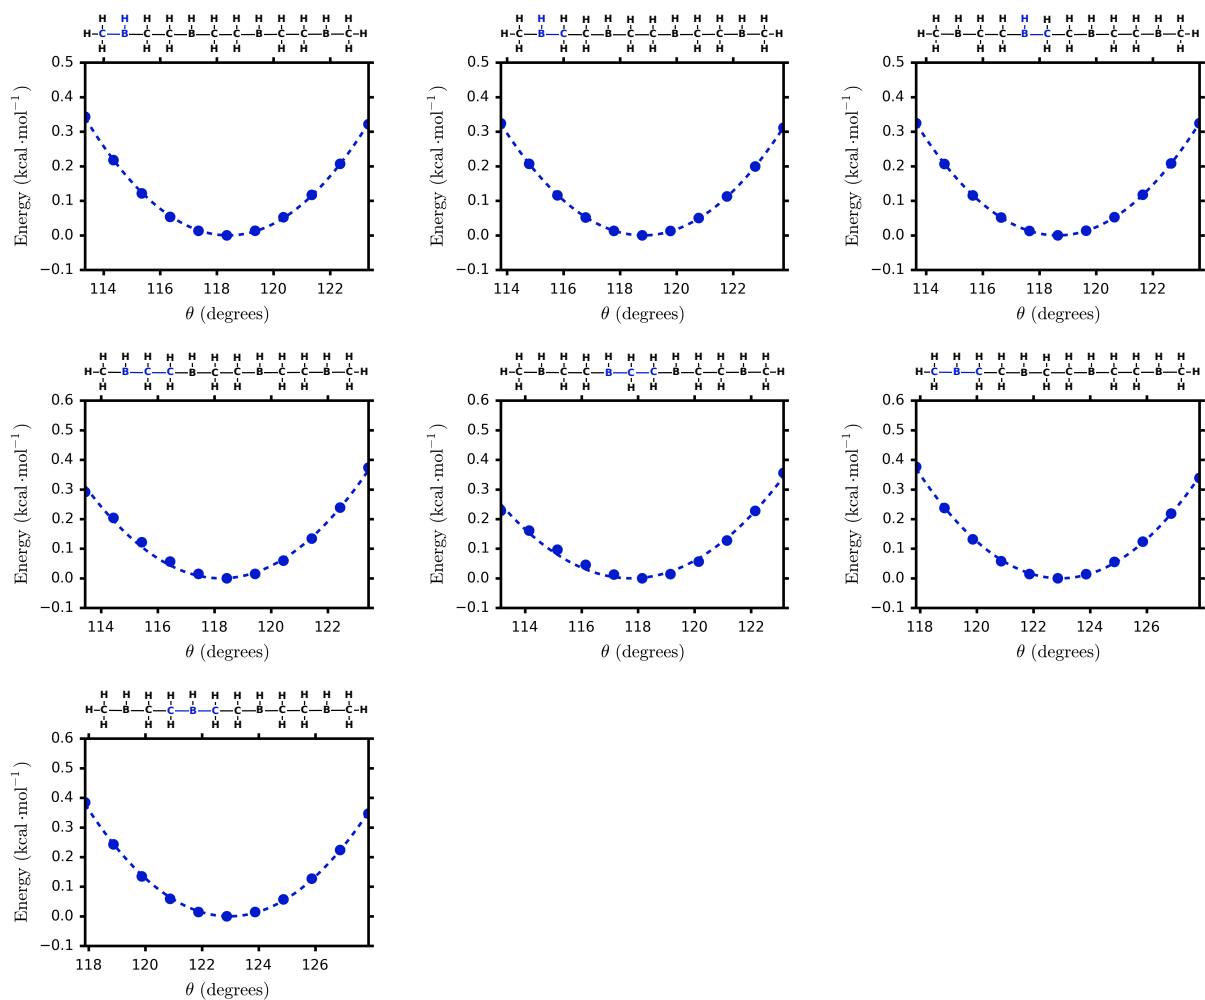 H H H H H H H H H H H H
H–C–B–C–C–B–C–C–B–C–C–B–C–H
H H H H H H H H
0.5
0.4
0.3
0.2
0.1
0.0
−0.1
Energy (kcal·mol⁻¹)
114 116 118 120 122
θ (degrees)
H H H H H H H H H H H H
H–C–B–C–C–B–C–C–B–C–C–B–C–H
H H H H H H H H
0.5
0.4
0.3
0.2
0.1
0.0
−0.1
Energy (kcal·mol⁻¹)
114 116 118 120 122
θ (degrees)
H H H H H H H H H H H H
H–C–B–C–C–B–C–C–B–C–C–B–C–H
H H H H H H H H
0.5
0.4
0.3
0.2
0.1
0.0
−0.1
Energy (kcal·mol⁻¹)
114 116 118 120 122
θ (degrees)
H H H H H H H H H H H H
H–C–B–C–C–B–C–C–B–C–C–B–C–H
H H H H H H H H
0.6
0.5
0.4
0.3
0.2
0.1
0.0
−0.1
Energy (kcal·mol⁻¹)
114 116 118 120 122
θ (degrees)
H H H H H H H H H H H H
H–C–B–C–C–B–C–C–B–C–C–B–C–H
H H H H H H H H
0.6
0.5
0.4
0.3
0.2
0.1
0.0
−0.1
Energy (kcal·mol⁻¹)
114 116 118 120 122
θ (degrees)
H H H H H H H H H H H H
H–C–B–C–C–B–C–C–B–C–C–B–C–H
H H H H H H H H
0.6
0.5
0.4
0.3
0.2
0.1
0.0
−0.1
Energy (kcal·mol⁻¹)
118 120 122 124 126
θ (degrees)
H H H H H H H H H H H H
H–C–B–C–C–B–C–C–B–C–C–B–C–H
H H H H H H H H
0.6
0.5
0.4
0.3
0.2
0.1
0.0
−0.1
Energy (kcal·mol⁻¹)
118 120 122 124 126
θ (degrees)